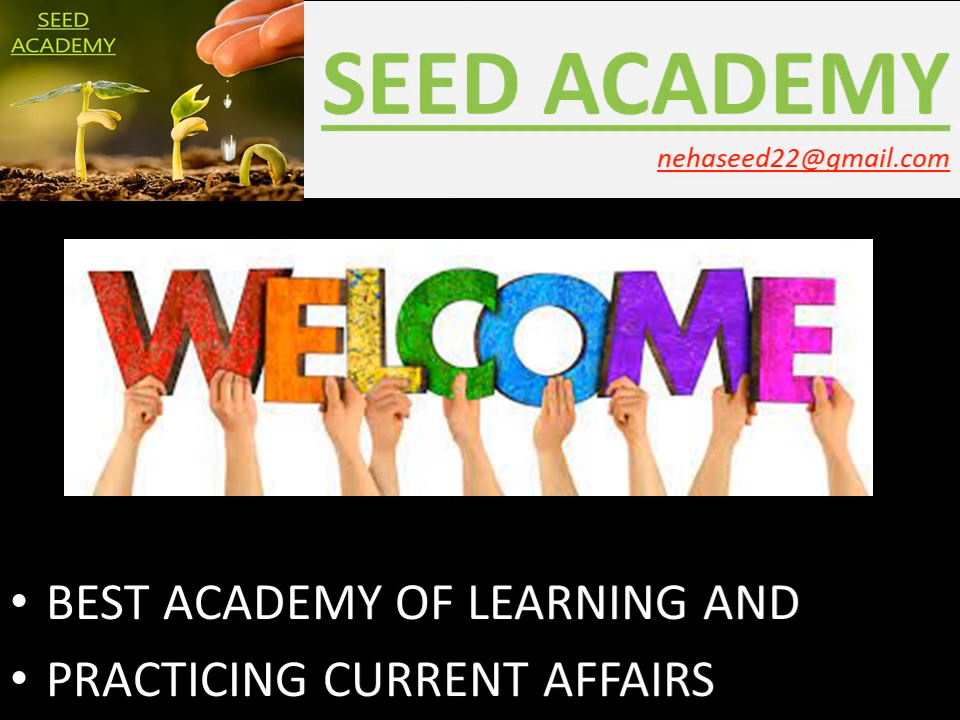 SEED
ACADEMY
SEED ACADEMY
nehaseed22@gmail.com
WELCOME
• BEST ACADEMY OF LEARNING AND
• PRACTICING CURRENT AFFAIRS